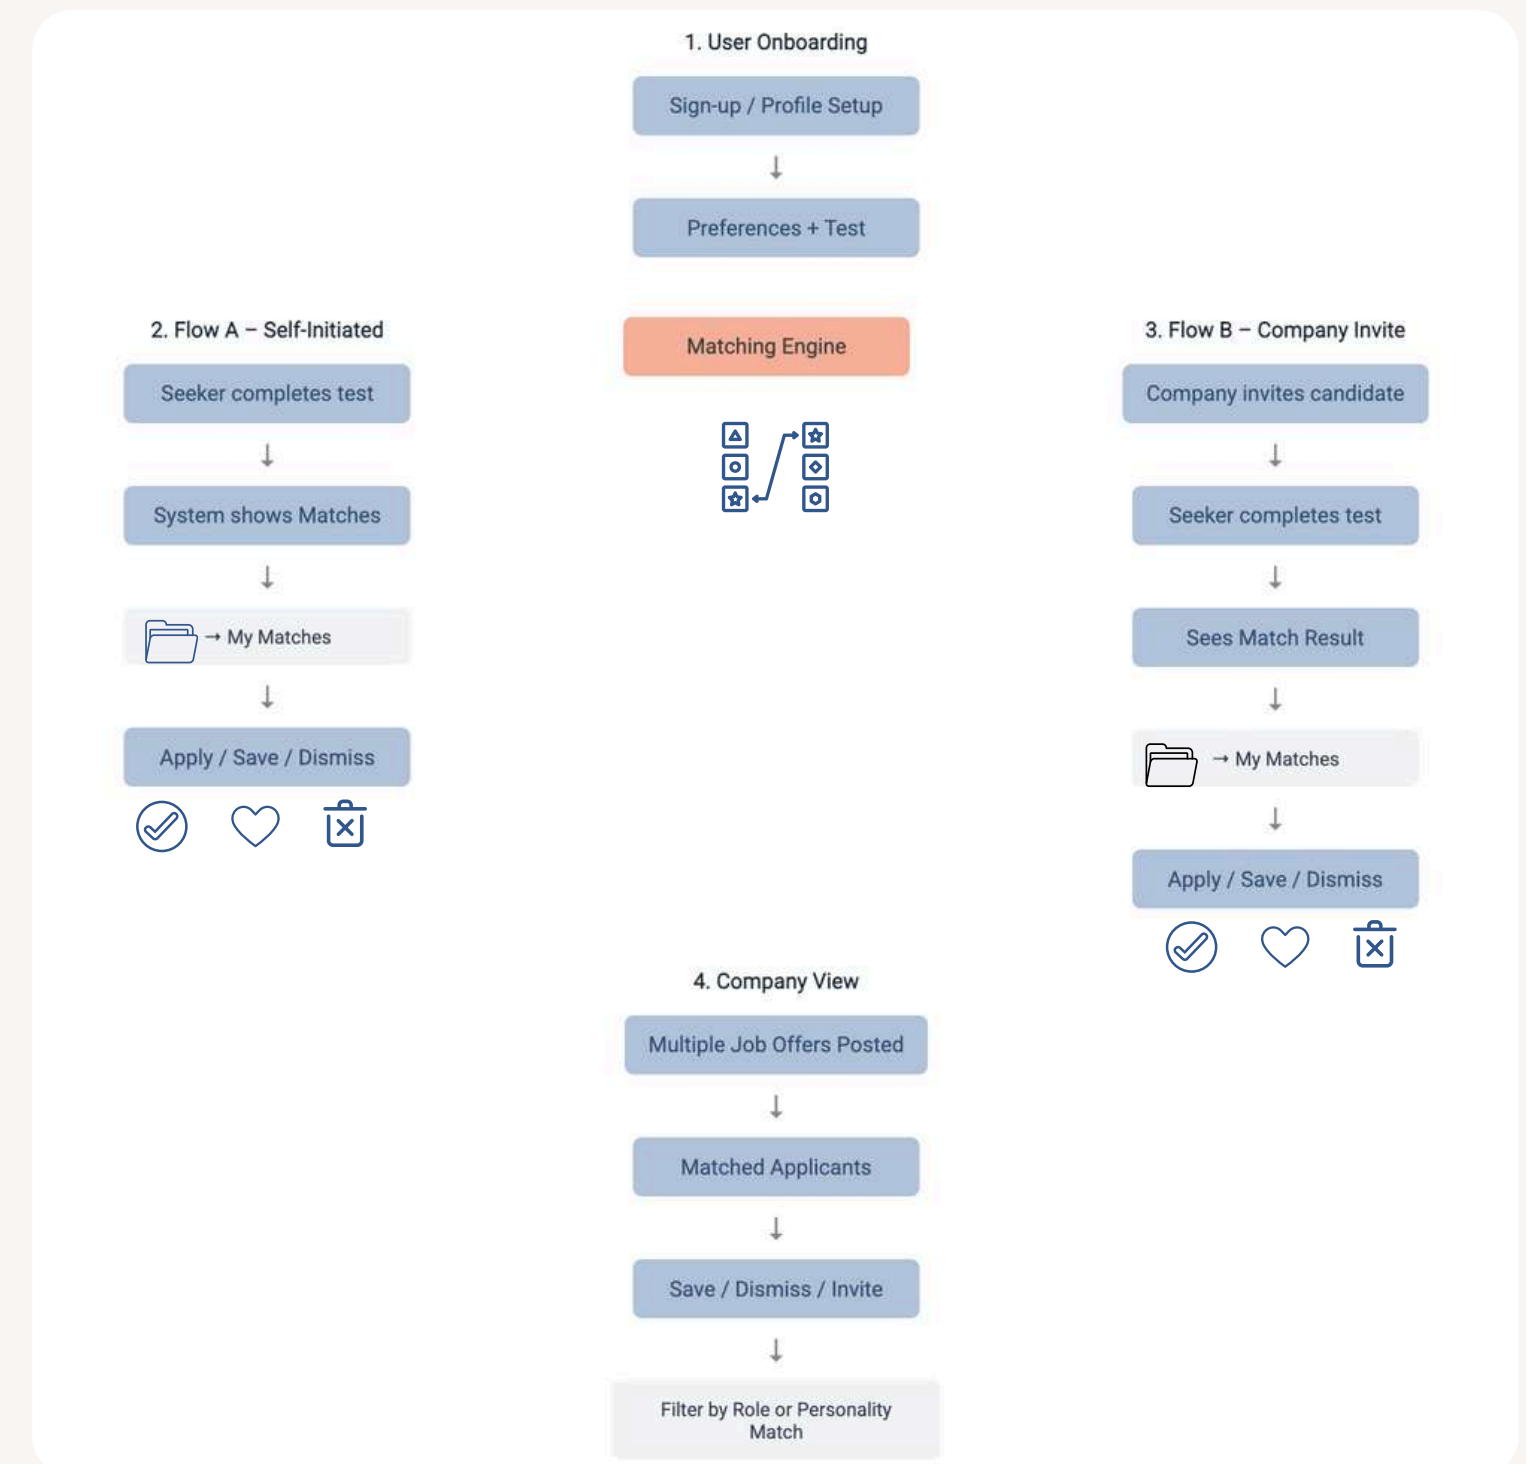 1. User Onboarding
Sign-up / Profile Setup
↓
Preferences + Test
Matching Engine
2. Flow A – Self-Initiated
Seeker completes test
↓
System shows Matches
↓
→ My Matches
↓
Apply / Save / Dismiss
3. Flow B – Company Invite
Company invites candidate
↓
Seeker completes test
↓
Sees Match Result
↓
→ My Matches
↓
Apply / Save / Dismiss
4. Company View
Multiple Job Offers Posted
↓
Matched Applicants
↓
Save / Dismiss / Invite
↓
Filter by Role or Personality
Match